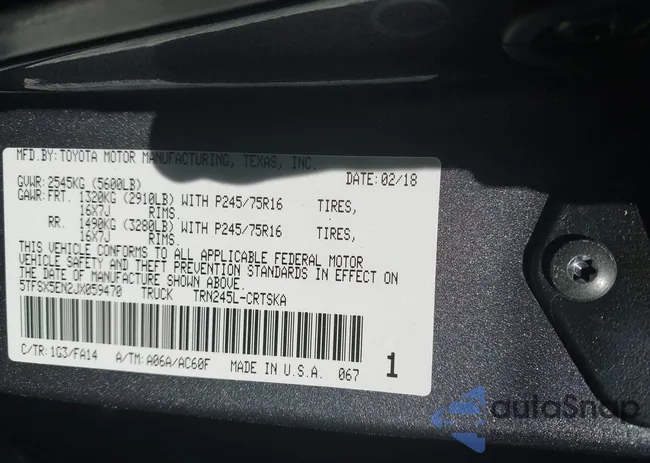 MFD.BY:TOYOTA MOTOR MANUFACTURING, TEXAS, INC.
GVWR:2545KG (5600LB) DATE:02/18
GAWR:FRT. 1320KG (2910LB) WITH P245/75R16 TIRES,
16X7J RIMS.
RR. 1490KG (3280LB) WITH P245/75R16 TIRES,
16X7J RIMS.
THIS VEHICLE CONFORMS TO ALL APPLICABLE FEDERAL MOTOR
VEHICLE SAFETY AND THEFT PREVENTION STANDARDS IN EFFECT ON
THE DATE OF MANUFACTURE SHOWN ABOVE.
5TFSX5EN2JX059470 TRUCK TRN245L-CRTSKA
C/TR:1G3/FA14 A/TM:A06A/AC60F MADE IN U.S.A. 067 1
autoSnap